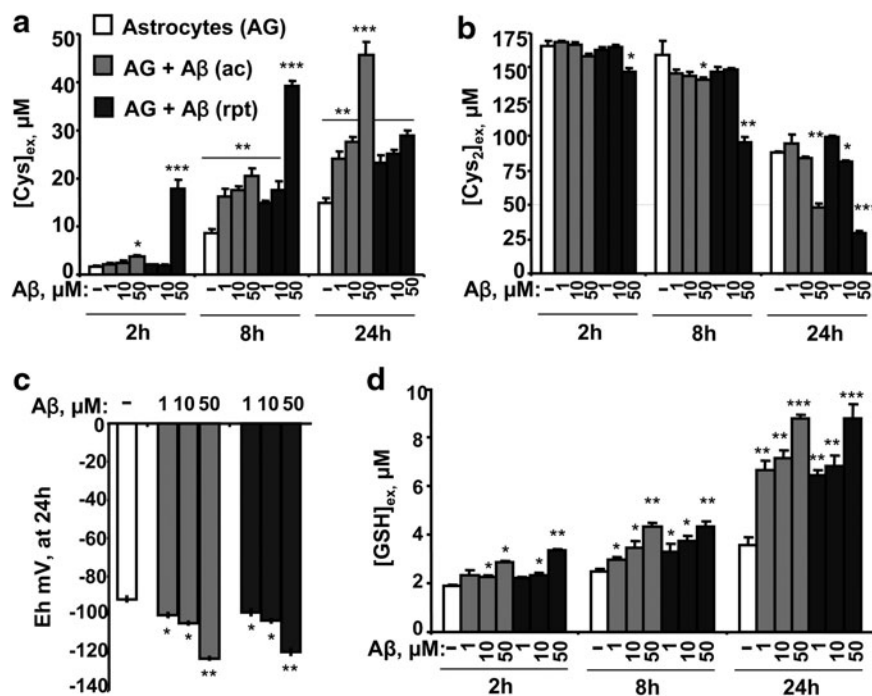 a
[Cys]ex, µM
50
40
30
20
10
0
Astrocytes (AG)
AG + Aβ (ac)
AG + Aβ (rpt)
* *** ** *** ** ***
Aβ, µM: - 1 10 50 1 10 50 - 1 10 50 1 10 50 - 1 10 50 1 10 50
2h 8h 24h
b
[Cys2]ex, µM
175
150
125
100
75
50
25
0
* * ** ** * ***
- 1 10 50 1 10 50 - 1 10 50 1 10 50 - 1 10 50 1 10 50
2h 8h 24h
c
Aβ, µM: - 1 10 50 1 10 50
Eh mV, at 24h
0
-20
-40
-60
-80
-100
-120
-140
* * ** * * **
d
[GSH]ex, µM
10
8
6
4
2
0
* * * ** * * ** * * ** ** ** *** ** ** ***
Aβ, µM: - 1 10 50 1 10 50 - 1 10 50 1 10 50 - 1 10 50 1 10 50
2h 8h 24h